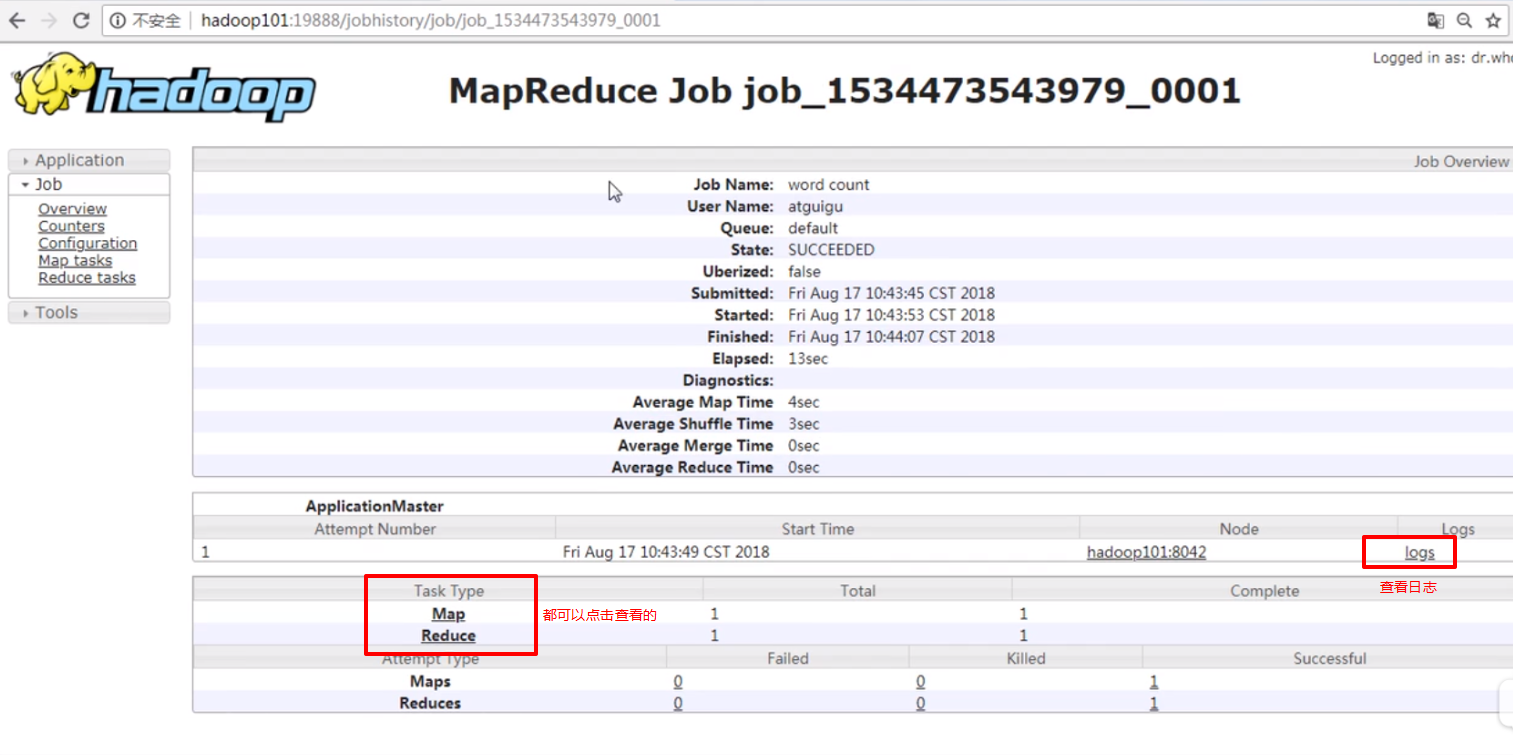 不安全 hadoop101:19888/jobhistory/job/job_1534473543979_0001
Logged in as: dr.who
hadoop
MapReduce Job job_1534473543979_0001
Application
Job
Overview
Counters
Configuration
Map tasks
Reduce tasks
Tools
Job Overview
Job Name: word count
User Name: atguigu
Queue: default
State: SUCCEEDED
Uberized: false
Submitted: Fri Aug 17 10:43:45 CST 2018
Started: Fri Aug 17 10:43:53 CST 2018
Finished: Fri Aug 17 10:44:07 CST 2018
Elapsed: 13sec
Diagnostics:
Average Map Time 4sec
Average Shuffle Time 3sec
Average Merge Time 0sec
Average Reduce Time 0sec
ApplicationMaster
Attempt Number Start Time Node Logs
1 Fri Aug 17 10:43:49 CST 2018 hadoop101:8042 logs
查看日志
Task Type Total Complete
Map 1 1
都可以点击查看的
Reduce 1 1
Attempt Type Failed Killed Successful
Maps 0 0 1
Reduces 0 0 1